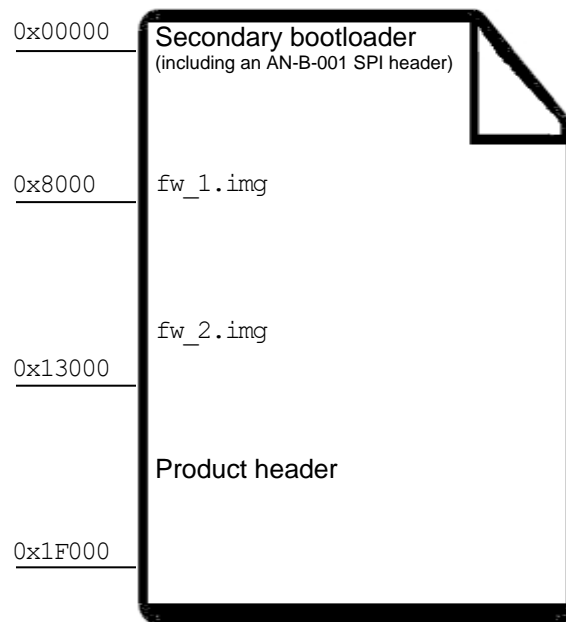 0x00000
Secondary bootloader
(including an AN-B-001 SPI header)
0x8000
fw_1.img
fw_2.img
0x13000
Product header
0x1F000